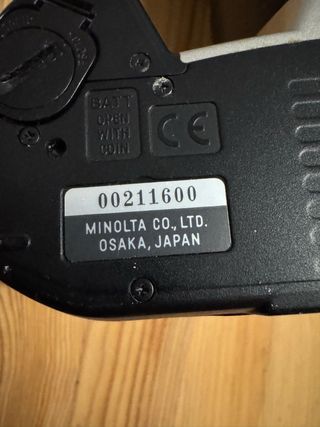 BATT
OPEN
WITH
COIN
CE
00211600
MINOLTA CO., LTD.
OSAKA, JAPAN